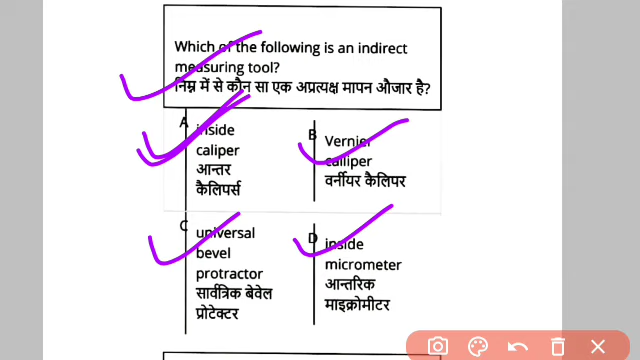 Which of the following is an indirect
measuring tool?
निम्न में से कौन सा एक अप्रत्यक्ष मापन औजार है?
A
inside
caliper
आन्तर
कैलिपर्स
B
Vernier
calliper
वर्नीयर कैलिपर
C
universal
bevel
protractor
सार्वत्रिक बेवेल
प्रोटेक्टर
D
inside
micrometer
आन्तरिक
माइक्रोमीटर